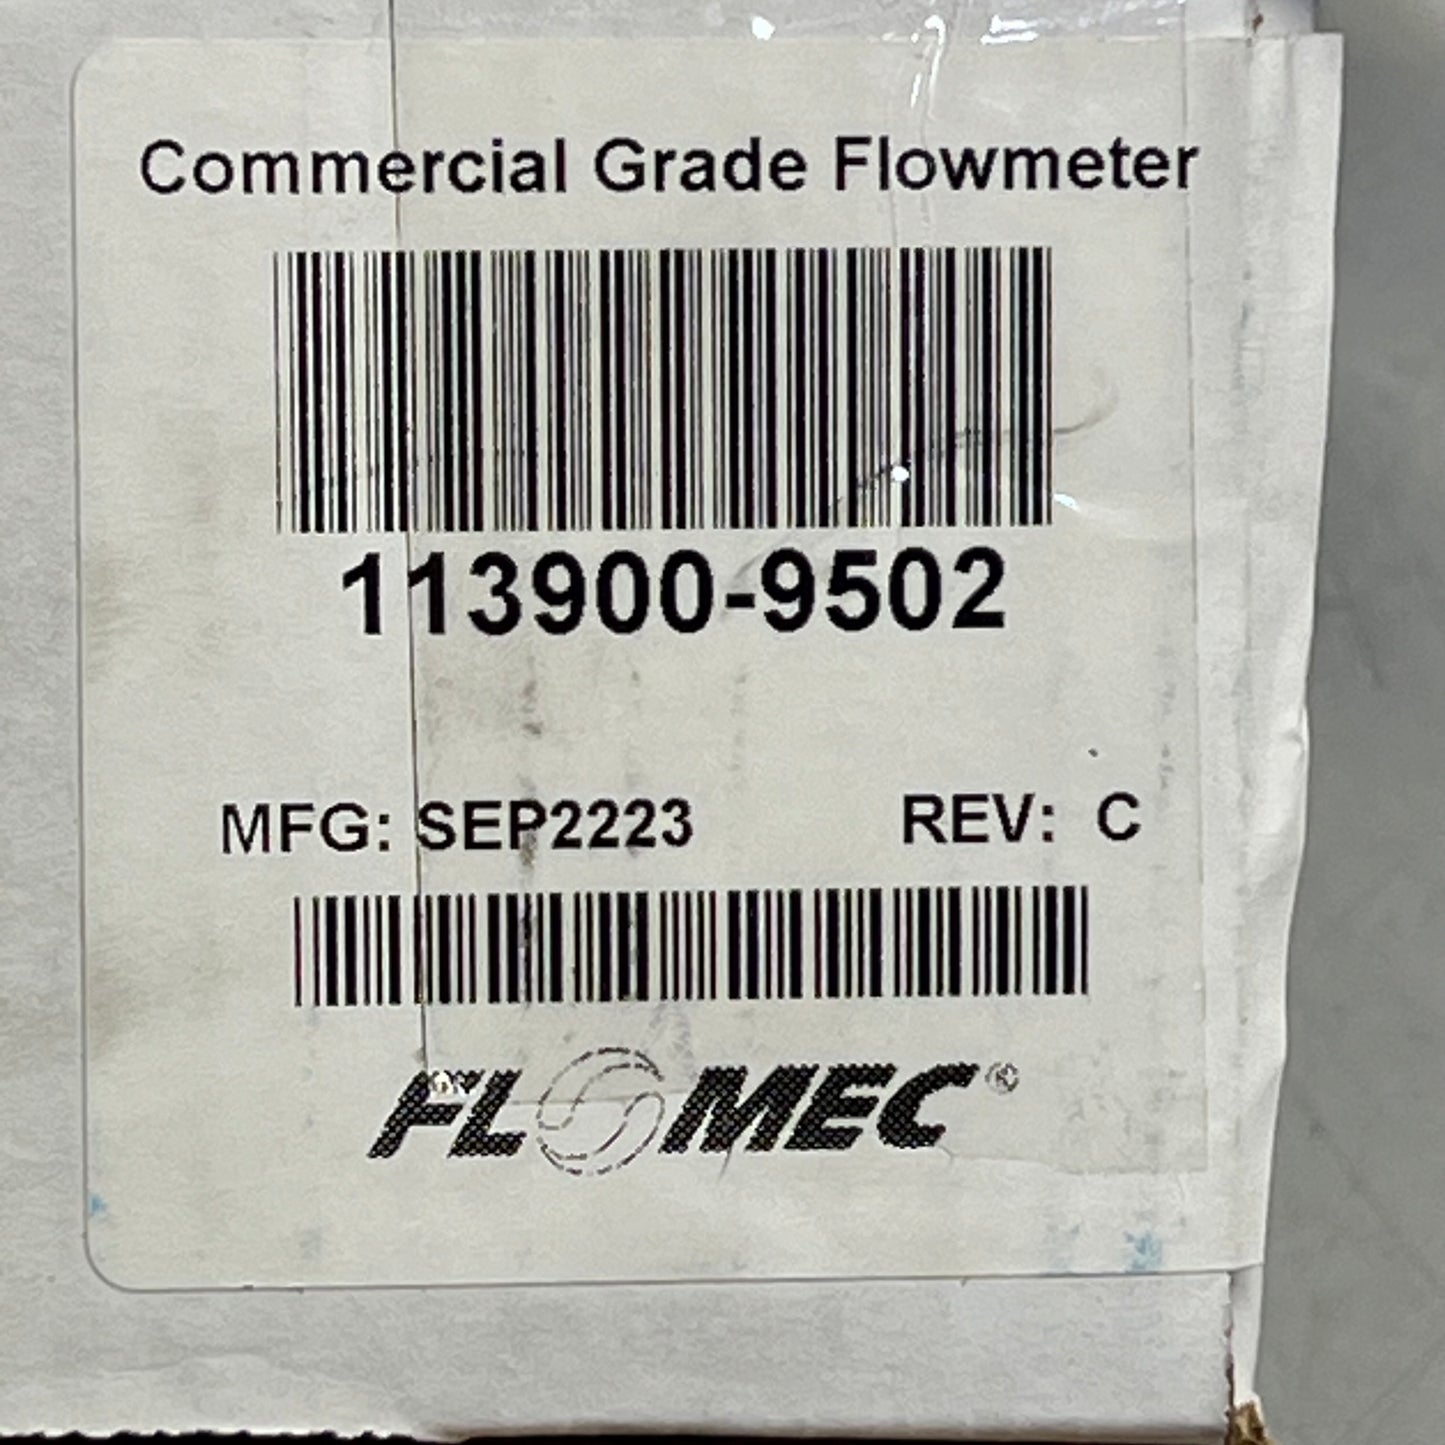 Commercial Grade Flowmeter
113900-9502
MFG: SEP2223 REV: C
FLOMEC®